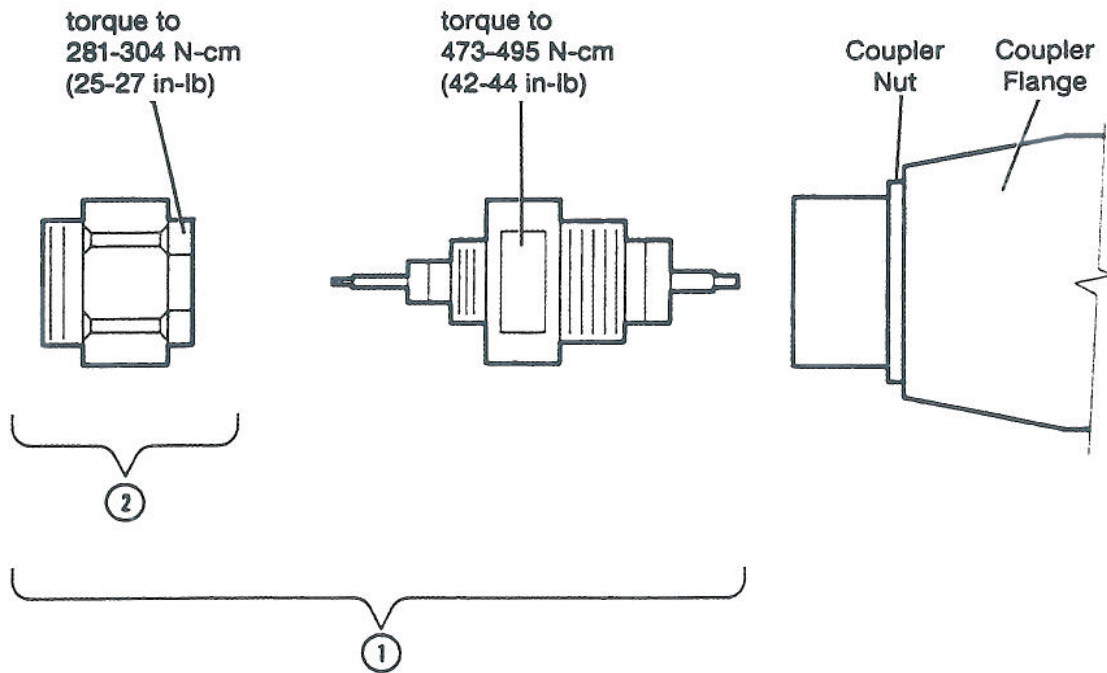 torque to
281-304 N-cm
(25-27 in-lb)
torque to
473-495 N-cm
(42-44 in-lb)
Coupler
Nut
Coupler
Flange
2
1